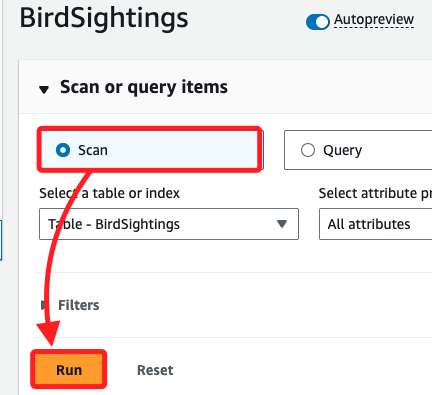 BirdSightings
Autopreview
Scan or query items
Scan
Query
Select a table or index
Select attribute pr
Table - BirdSightings
All attributes
Filters
Run
Reset